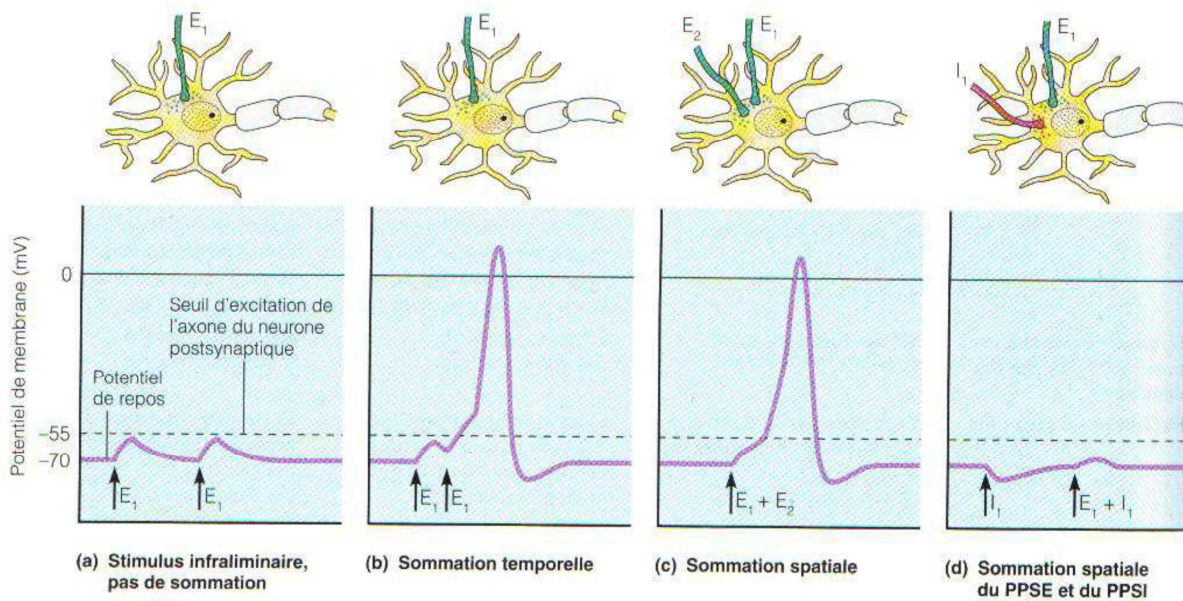 E₁
E₁
E₂
E₁
I₁
E₁
Potentiel de membrane (mV)
0
-55
-70
Seuil d'excitation de
l'axone du neurone
postsynaptique
Potentiel
de repos
E₁
E₁
E₁
E₁
E₁ + E₂
I₁
E₁ + I₁
(a) Stimulus infraliminaire,
pas de sommation
(b) Sommation temporelle
(c) Sommation spatiale
(d) Sommation spatiale
du PPSE et du PPSI